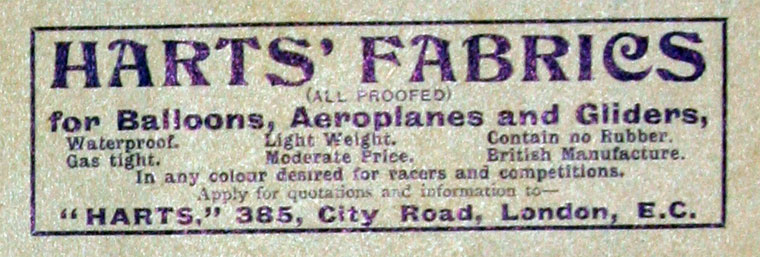 HARTS' FABRICS
(ALL PROOFED)
for Balloons, Aeroplanes and Gliders,
Waterproof. Light Weight. Contain no Rubber.
Gas tight. Moderate Price. British Manufacture.
In any colour desired for racers and competitions.
Apply for quotations and information to—
"HARTS," 385, City Road, London, E.C.